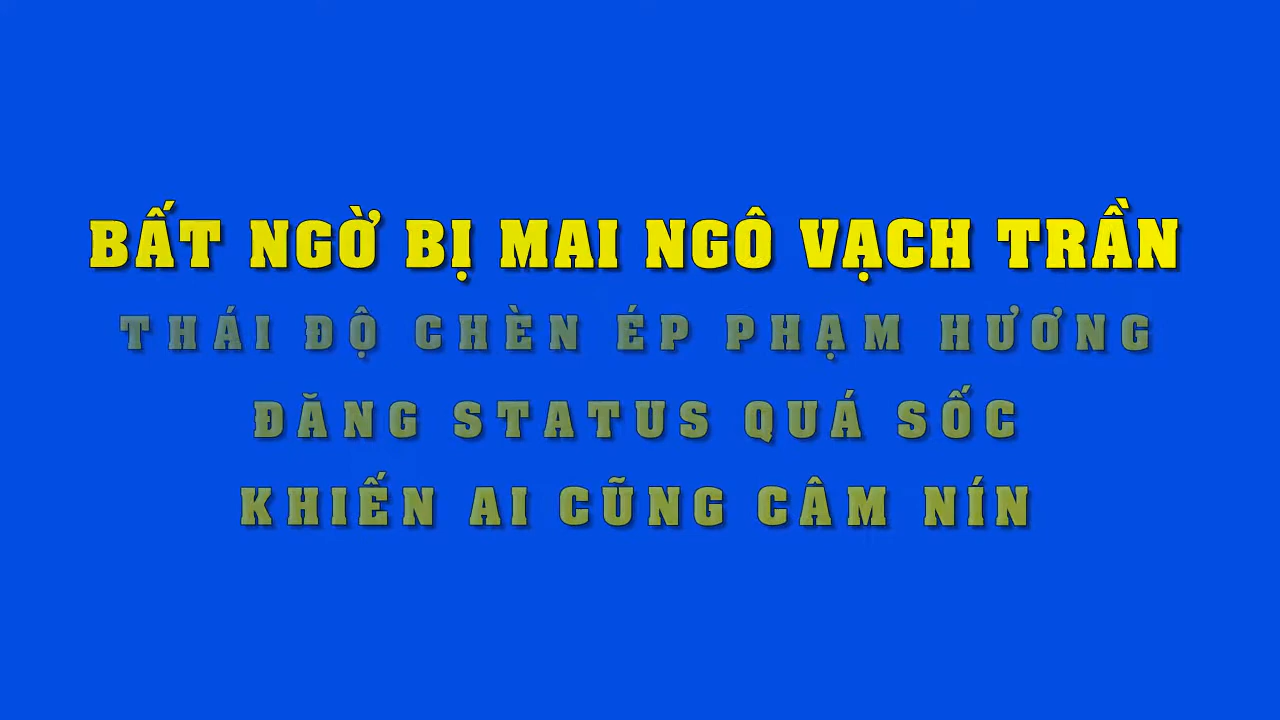 BẤT NGỜ BỊ MAI NGÔ VẠCH TRẦN
THÁI ĐỘ CHÈN ÉP PHẠM HƯƠNG
ĐĂNG STATUS QUÁ SỐC
KHIẾN AI CŨNG CÂM NÍN